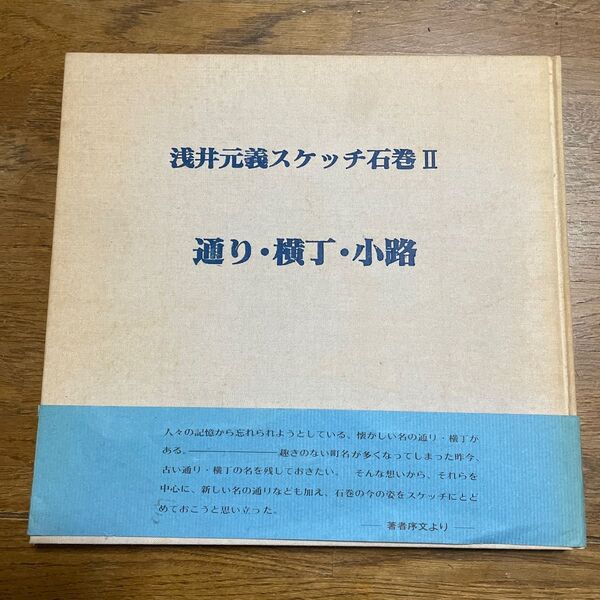 浅井元義スケッチ石巻Ⅱ
通り・横丁・小路
人々の記憶から忘れられようとしている、懐かしい名の通り・横丁が
ある。――――――趣きのない町名が多くなってしまった昨今、
古い通り・横丁の名を残しておきたい。　そんな想いから、それらを
中心に、新しい名の通りなども加え、石巻の今の姿をスケッチにとど
めておこうと思い立った。
―― 著者序文より ――